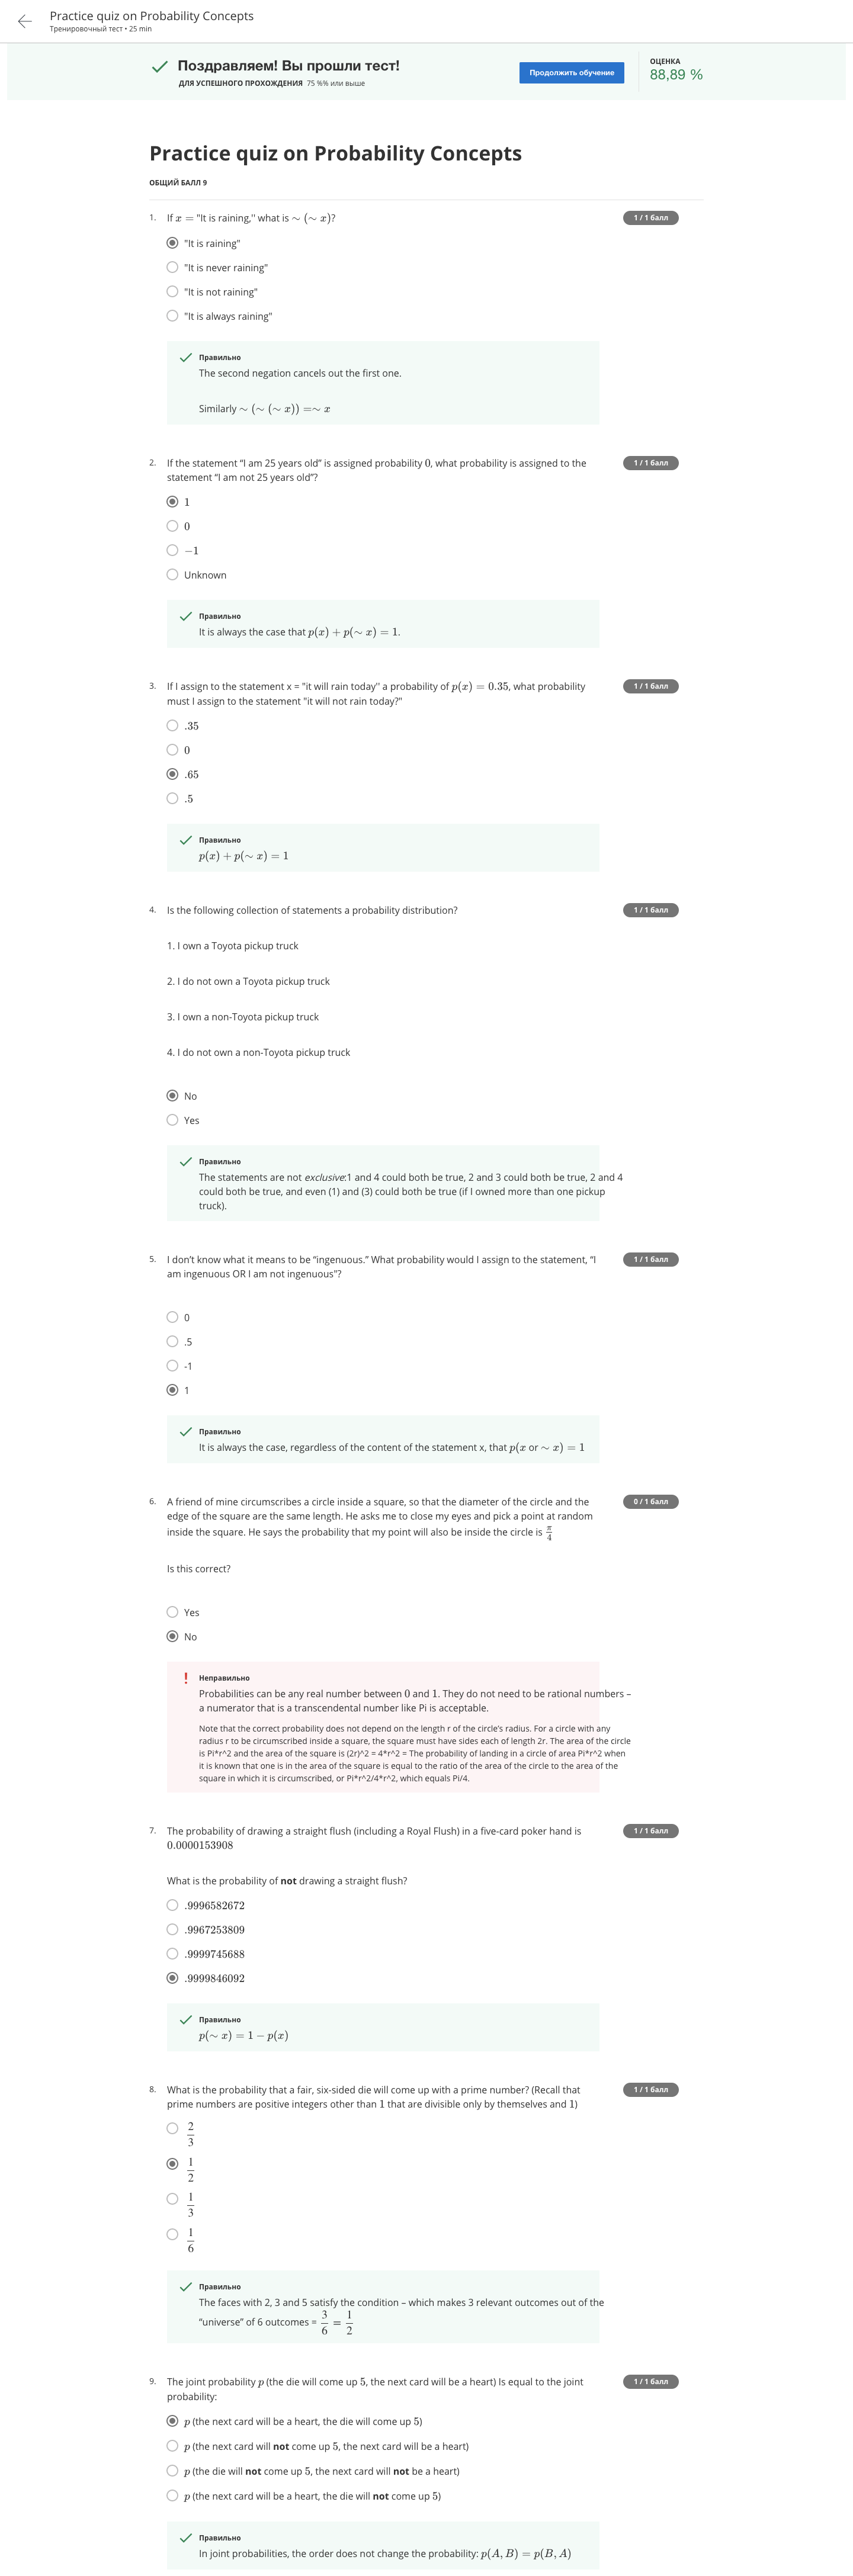 Practice quiz on Probability Concepts
Тренировочный тест • 25 min
Поздравляем! Вы прошли тест!
ДЛЯ УСПЕШНОГО ПРОХОЖДЕНИЯ 75 %% или выше
Продолжить обучение
ОЦЕНКА
88,89 %
Practice quiz on Probability Concepts
ОБЩИЙ БАЛЛ 9
1. If x = "It is raining," what is ∼ (∼ x)?
1 / 1 балл
"It is raining"
"It is never raining"
"It is not raining"
"It is always raining"
Правильно
The second negation cancels out the first one.
Similarly ∼ (∼ (∼ x)) =∼ x
2. If the statement “I am 25 years old” is assigned probability 0, what probability is assigned to the
statement “I am not 25 years old”?
1 / 1 балл
1
0
−1
Unknown
Правильно
It is always the case that p(x) + p(∼ x) = 1.
3. If I assign to the statement x = "it will rain today" a probability of p(x) = 0.35, what probability
must I assign to the statement "it will not rain today?"
1 / 1 балл
.35
0
.65
.5
Правильно
p(x) + p(∼ x) = 1
4. Is the following collection of statements a probability distribution?
1 / 1 балл
1. I own a Toyota pickup truck
2. I do not own a Toyota pickup truck
3. I own a non-Toyota pickup truck
4. I do not own a non-Toyota pickup truck
No
Yes
Правильно
The statements are not exclusive:1 and 4 could both be true, 2 and 3 could both be true, 2 and 4
could both be true, and even (1) and (3) could both be true (if I owned more than one pickup
truck).
5. I don’t know what it means to be “ingenuous.” What probability would I assign to the statement, “I
am ingenuous OR I am not ingenuous"?
1 / 1 балл
0
.5
-1
1
Правильно
It is always the case, regardless of the content of the statement x, that p(x or ∼ x) = 1
6. A friend of mine circumscribes a circle inside a square, so that the diameter of the circle and the
edge of the square are the same length. He asks me to close my eyes and pick a point at random
inside the square. He says the probability that my point will also be inside the circle is π/4
0 / 1 балл
Is this correct?
Yes
No
Неправильно
Probabilities can be any real number between 0 and 1. They do not need to be rational numbers –
a numerator that is a transcendental number like Pi is acceptable.
Note that the correct probability does not depend on the length r of the circle’s radius. For a circle with any
radius r to be circumscribed inside a square, the square must have sides each of length 2r. The area of the circle
is Pi*r^2 and the area of the square is (2r)^2 = 4*r^2 = The probability of landing in a circle of area Pi*r^2 when
it is known that one is in the area of the square is equal to the ratio of the area of the circle to the area of the
square in which it is circumscribed, or Pi*r^2/4*r^2, which equals Pi/4.
7. The probability of drawing a straight flush (including a Royal Flush) in a five-card poker hand is
0.0000153908
1 / 1 балл
What is the probability of not drawing a straight flush?
.9996582672
.9967253809
.9999745688
.9999846092
Правильно
p(∼ x) = 1 − p(x)
8. What is the probability that a fair, six-sided die will come up with a prime number? (Recall that
prime numbers are positive integers other than 1 that are divisible only by themselves and 1)
1 / 1 балл
2/3
1/2
1/3
1/6
Правильно
The faces with 2, 3 and 5 satisfy the condition – which makes 3 relevant outcomes out of the
“universe” of 6 outcomes = 3/6 = 1/2
9. The joint probability p (the die will come up 5, the next card will be a heart) Is equal to the joint
probability:
1 / 1 балл
p (the next card will be a heart, the die will come up 5)
p (the next card will not come up 5, the next card will be a heart)
p (the die will not come up 5, the next card will not be a heart)
p (the next card will be a heart, the die will not come up 5)
Правильно
In joint probabilities, the order does not change the probability: p(A, B) = p(B, A)